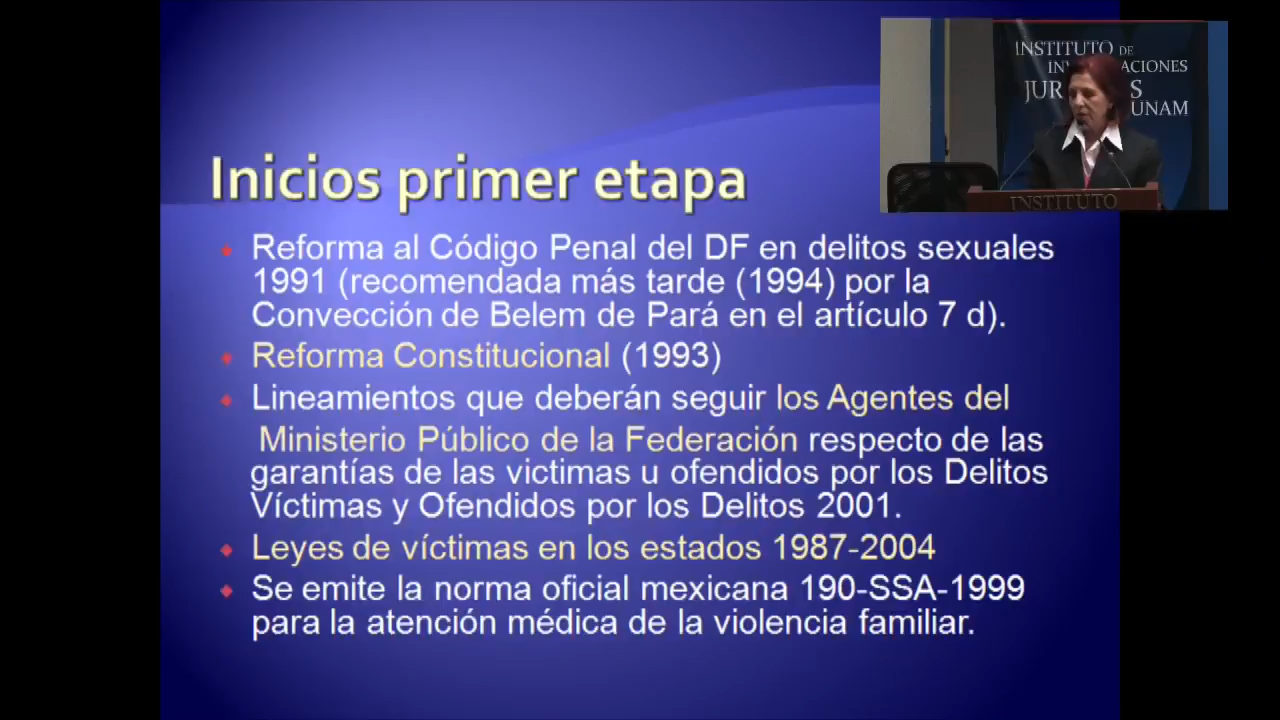 Inicios primer etapa
Reforma al Código Penal del DF en delitos sexuales
1991 (recomendada más tarde (1994) por la
Convección de Belem de Pará en el artículo 7 d).
Reforma Constitucional (1993)
Lineamientos que deberán seguir los Agentes del
Ministerio Público de la Federación respecto de las
garantías de las victimas u ofendidos por los Delitos
Víctimas y Ofendidos por los Delitos 2001.
Leyes de víctimas en los estados 1987-2004
Se emite la norma oficial mexicana 190-SSA-1999
para la atención médica de la violencia familiar.
INSTITUTO DE
UNAM
INSTITUTO